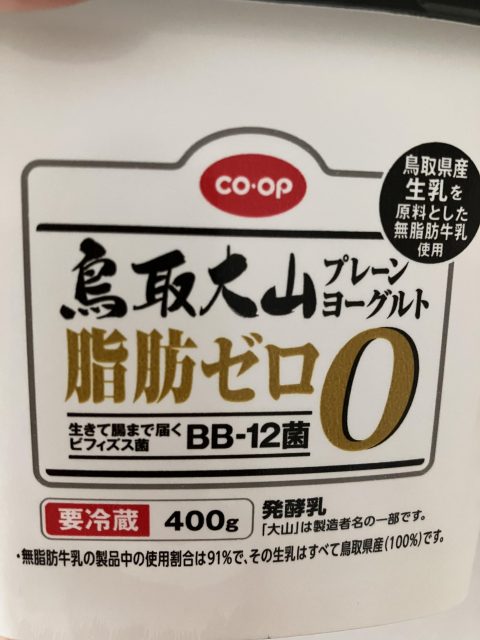 CO·OP
鳥取県産
生乳を
原料とした
無脂肪牛乳
使用
鳥取大山
プレーン
ヨーグルト
脂肪ゼロ0
生きて腸まで届く
ビフィズス菌
BB-12菌
要冷蔵
400g
発酵乳
「大山」は製造者名の一部です。
・無脂肪牛乳の製品中の使用割合は91%で、その生乳はすべて鳥取県産(100%)です。